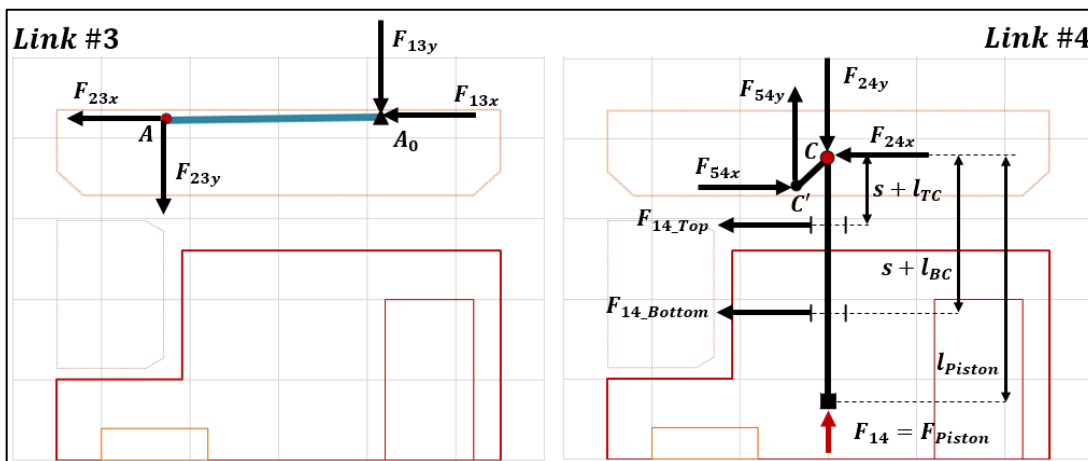 Link #3
F13y
F23x
F13x
A
A0
F23y
Link #4
F24y
F54y
C
F24x
F54x
s + lTC
C'
F14_Top
s + lBC
F14_Bottom
lPiston
F14 = FPiston